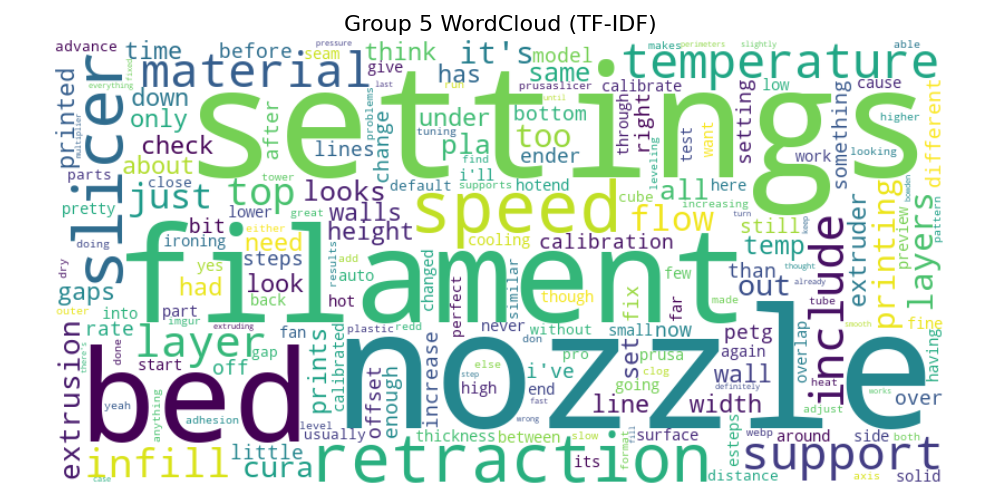 Group 5 WordCloud (TF-IDF)
advance
time
before
seam
pressure
think
it's
model
makes
perimeters
slightly
able
material
give
has
same
temperature
everything
fixed
last
run
prusaslicer
until
calibrate
low
cause
printed
slicer
settings
down
only
after
lines
problems
change
under
bottom
through
right
test
want
setting
something
higher
different
multiplier
check
about
tuning
pla
too
ender
find
i'll
leveling
work
looking
parts
close
just
top
tower
looks
default
supports
hotend
cube
all
here
increasing
bowden
pretty
lower
great
walls
speed
flow
turn
still
keep
preview
pattern
bit
either
height
cooling
calibration
temp
thought
include
extruder
printing
layers
doing
filament
ironing
need
steps
results
yes
look
add
auto
changed
similar
few
than
out
already
dry
gaps
had
back
hot
perfect
though
fix
far
made
tube
outer
into
part
imgur
extruding
plastic
redd
never
without
small
now
petg
smooth
fine
rate
layer
fan
don
nozzle
set
again
overlap
having
there's
done
start
gap
off
prints
calibrated
offset
enough
increase
else
step
pro
i've
prusa
clog
going
wall
heat
works
extrusion
bed
high
end
fast
definitely
line
width
adjust
over
yeah
anything
adhesion
level
usually
wrong
thickness
between
slow
format
fill
surface
esteps
webp
around
side
both
case
infill
little
cura
retraction
its
distance
support
axis
solid